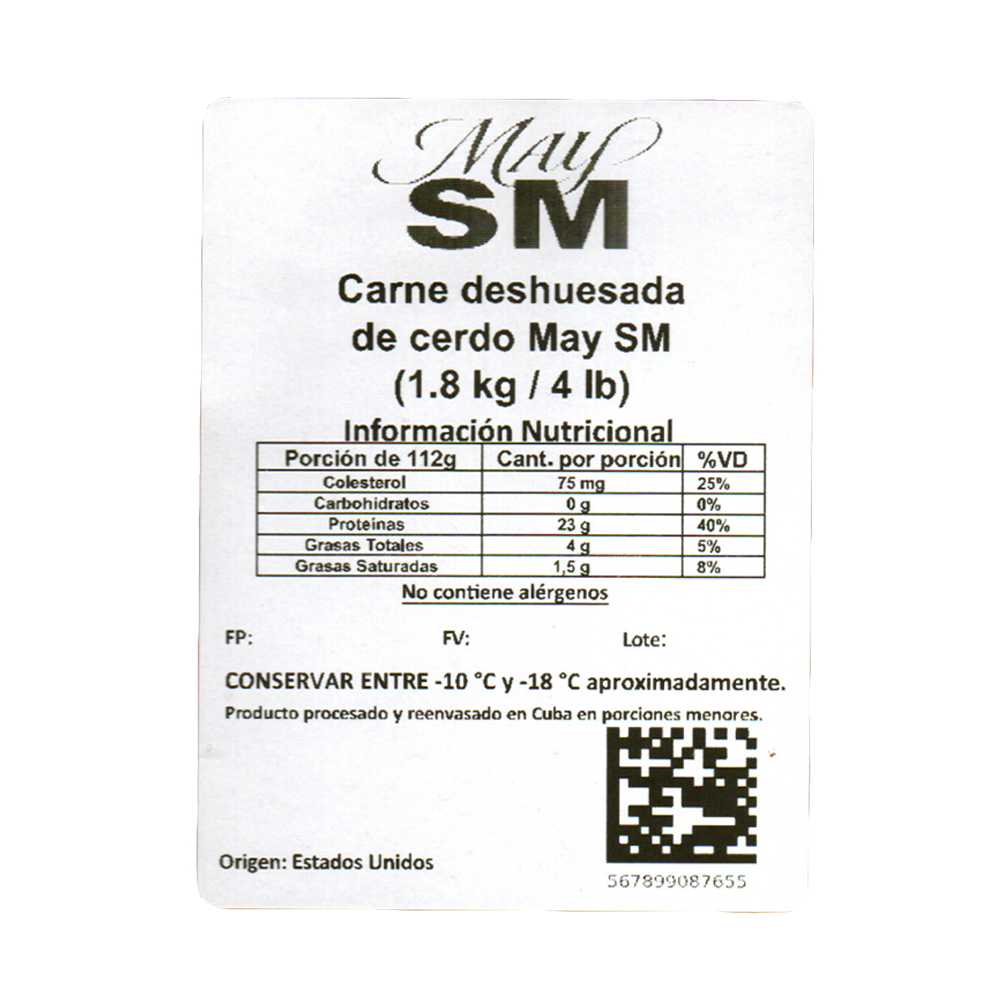 May
SM
Carne deshuesada
de cerdo May SM
(1.8 kg / 4 lb)
Información Nutricional
Porción de 112g Cant. por porción %VD
Colesterol 75 mg 25%
Carbohidratos 0 g 0%
Proteínas 23 g 40%
Grasas Totales 4 g 5%
Grasas Saturadas 1,5 g 8%
No contiene alérgenos
FP: FV: Lote:
CONSERVAR ENTRE -10 °C y -18 °C aproximadamente.
Producto procesado y reenvasado en Cuba en porciones menores.
Origen: Estados Unidos
567899087655